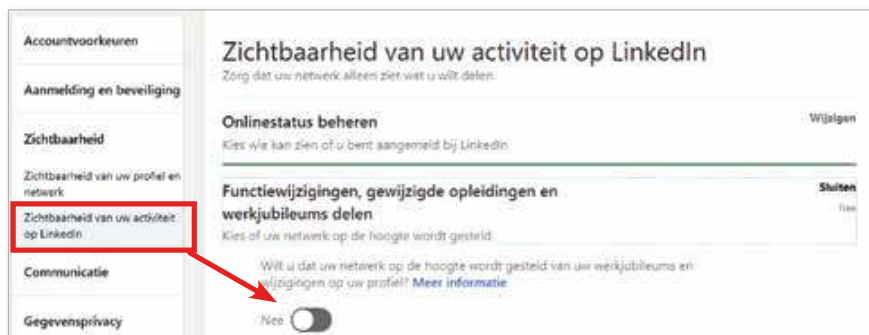 Accountvoorkeuren
Aanmelding en beveiliging
Zichtbaarheid
Zichtbaarheid van uw profiel en
netwerk
Zichtbaarheid van uw activiteit
op LinkedIn
Communicatie
Gegevensprivacy
Zichtbaarheid van uw activiteit op LinkedIn
Zorg dat uw netwerk alleen ziet wat u wilt delen
Onlinestatus beheren
Wijzigen
Kies wie kan zien of u bent aangemeld bij LinkedIn
Functiewijzigingen, gewijzigde opleidingen en
werkjubileums delen
Sluiten
Nee
Kies of uw netwerk op de hoogte wordt gesteld
Wilt u dat uw netwerk op de hoogte wordt gesteld van uw werkjubileums en
wijzigingen op uw profiel? Meer informatie
Nee